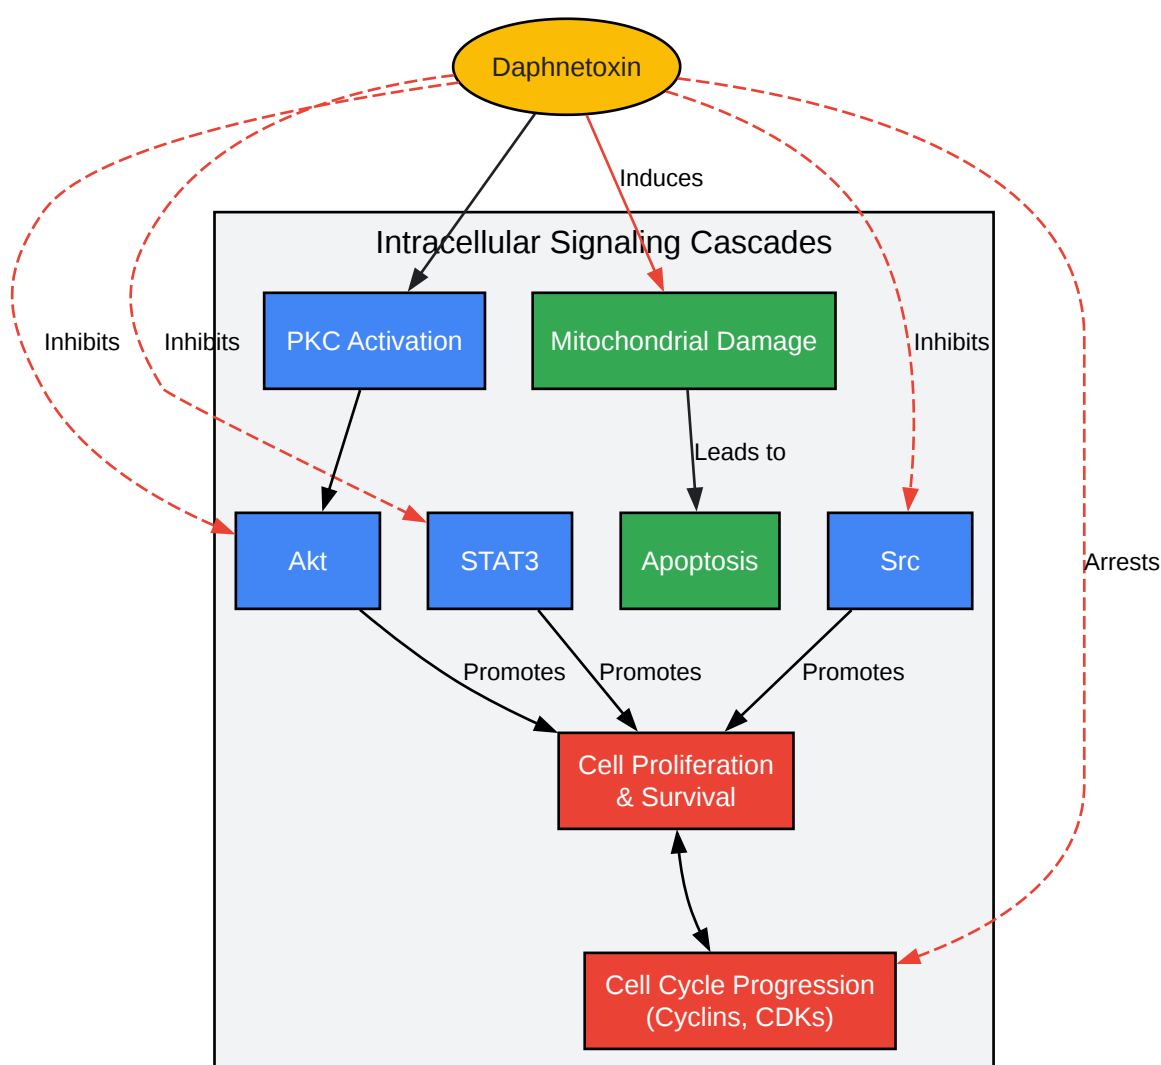 Daphnetoxin
Induces
Intracellular Signaling Cascades
PKC Activation
Mitochondrial Damage
Inhibits
Inhibits
Inhibits
Leads to
Akt
STAT3
Apoptosis
Src
Arrests
Promotes
Promotes
Promotes
Cell Proliferation
& Survival
Cell Cycle Progression
(Cyclins, CDKs)